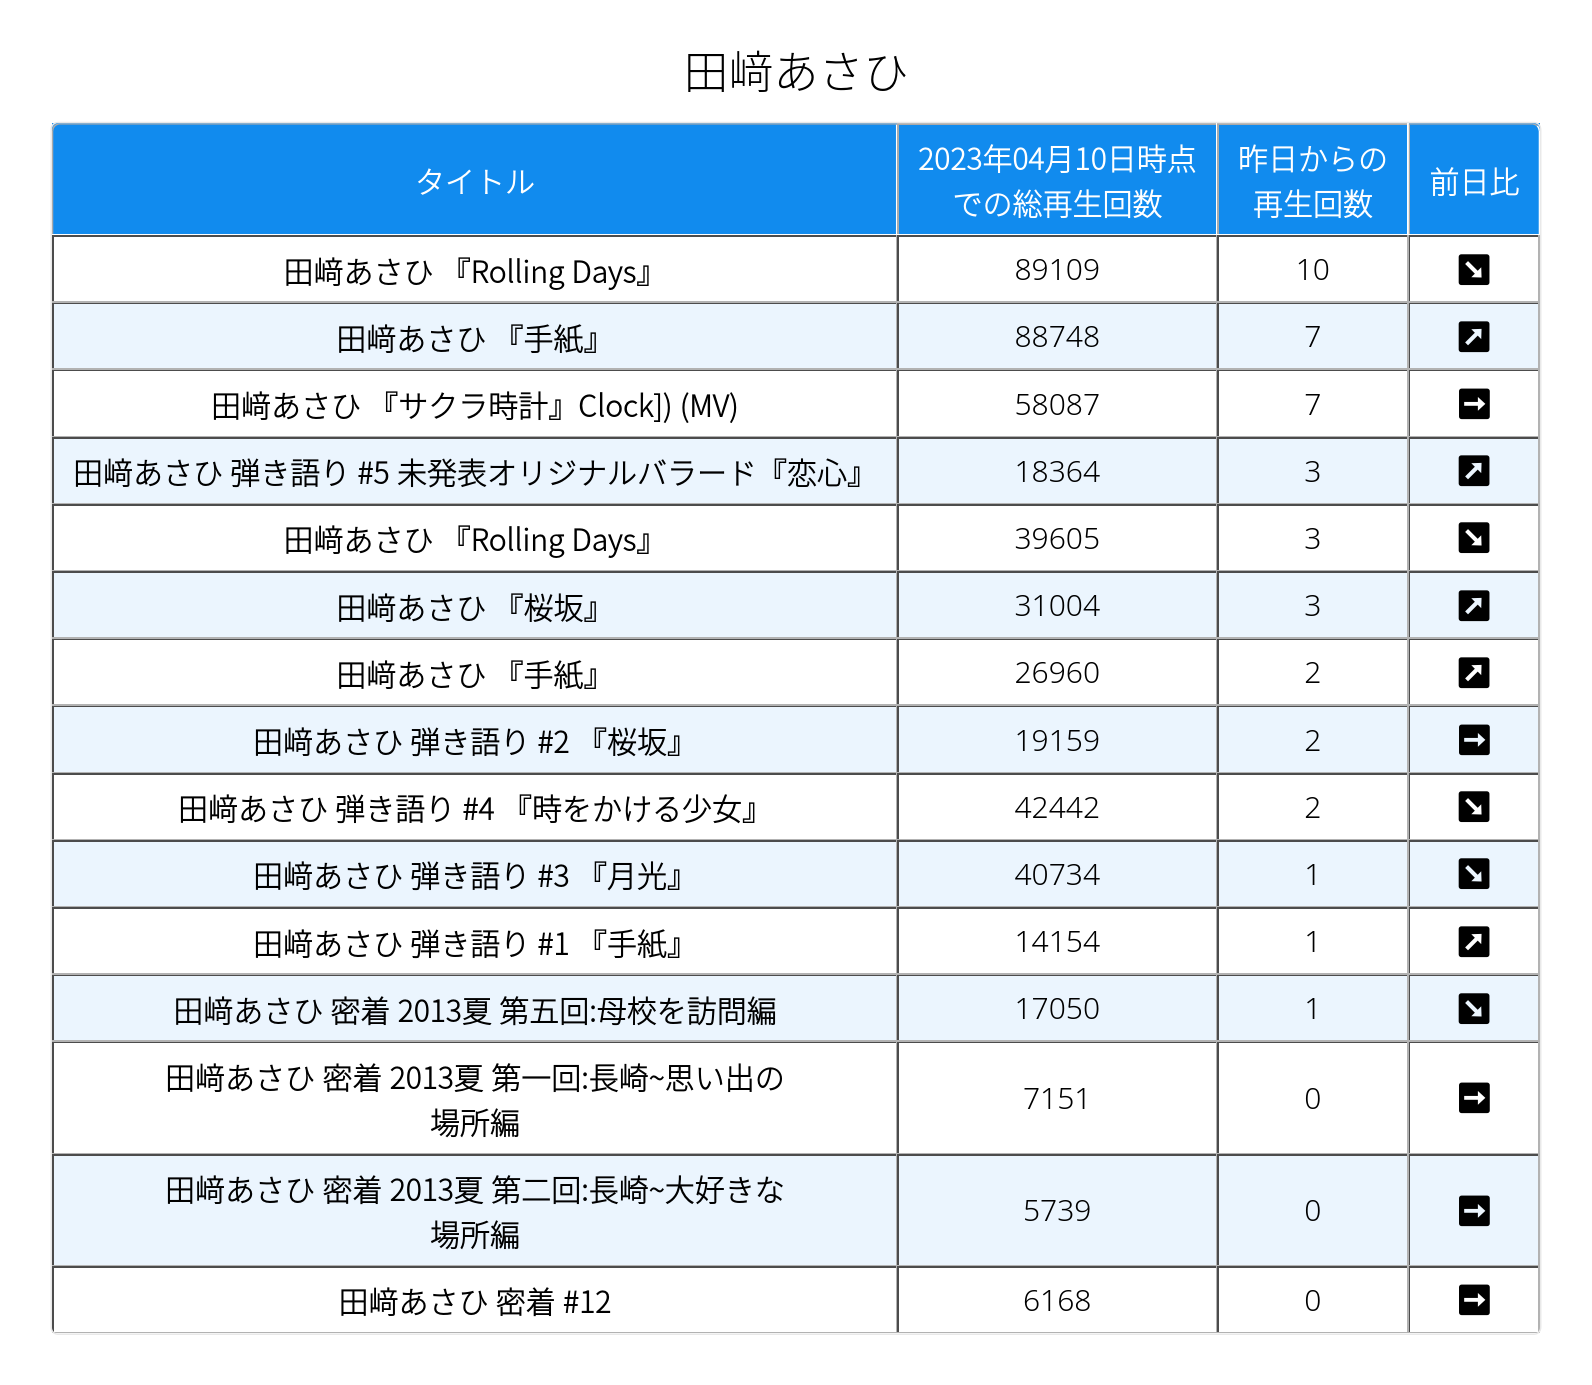 田﨑あさひ
タイトル
2023年04月10日時点
での総再生回数
昨日からの
再生回数
前日比
田﨑あさひ 『Rolling Days』 89109 10 ↘
田﨑あさひ 『手紙』 88748 7 ↗
田﨑あさひ 『サクラ時計』Clock]) (MV) 58087 7 →
田﨑あさひ 弾き語り #5 未発表オリジナルバラード『恋心』 18364 3 ↗
田﨑あさひ 『Rolling Days』 39605 3 ↘
田﨑あさひ 『桜坂』 31004 3 ↗
田﨑あさひ 『手紙』 26960 2 ↗
田﨑あさひ 弾き語り #2 『桜坂』 19159 2 →
田﨑あさひ 弾き語り #4 『時をかける少女』 42442 2 ↘
田﨑あさひ 弾き語り #3 『月光』 40734 1 ↘
田﨑あさひ 弾き語り #1 『手紙』 14154 1 ↗
田﨑あさひ 密着 2013夏 第五回:母校を訪問編 17050 1 ↘
田﨑あさひ 密着 2013夏 第一回:長崎~思い出の
場所編 7151 0 →
田﨑あさひ 密着 2013夏 第二回:長崎~大好きな
場所編 5739 0 →
田﨑あさひ 密着 #12 6168 0 →